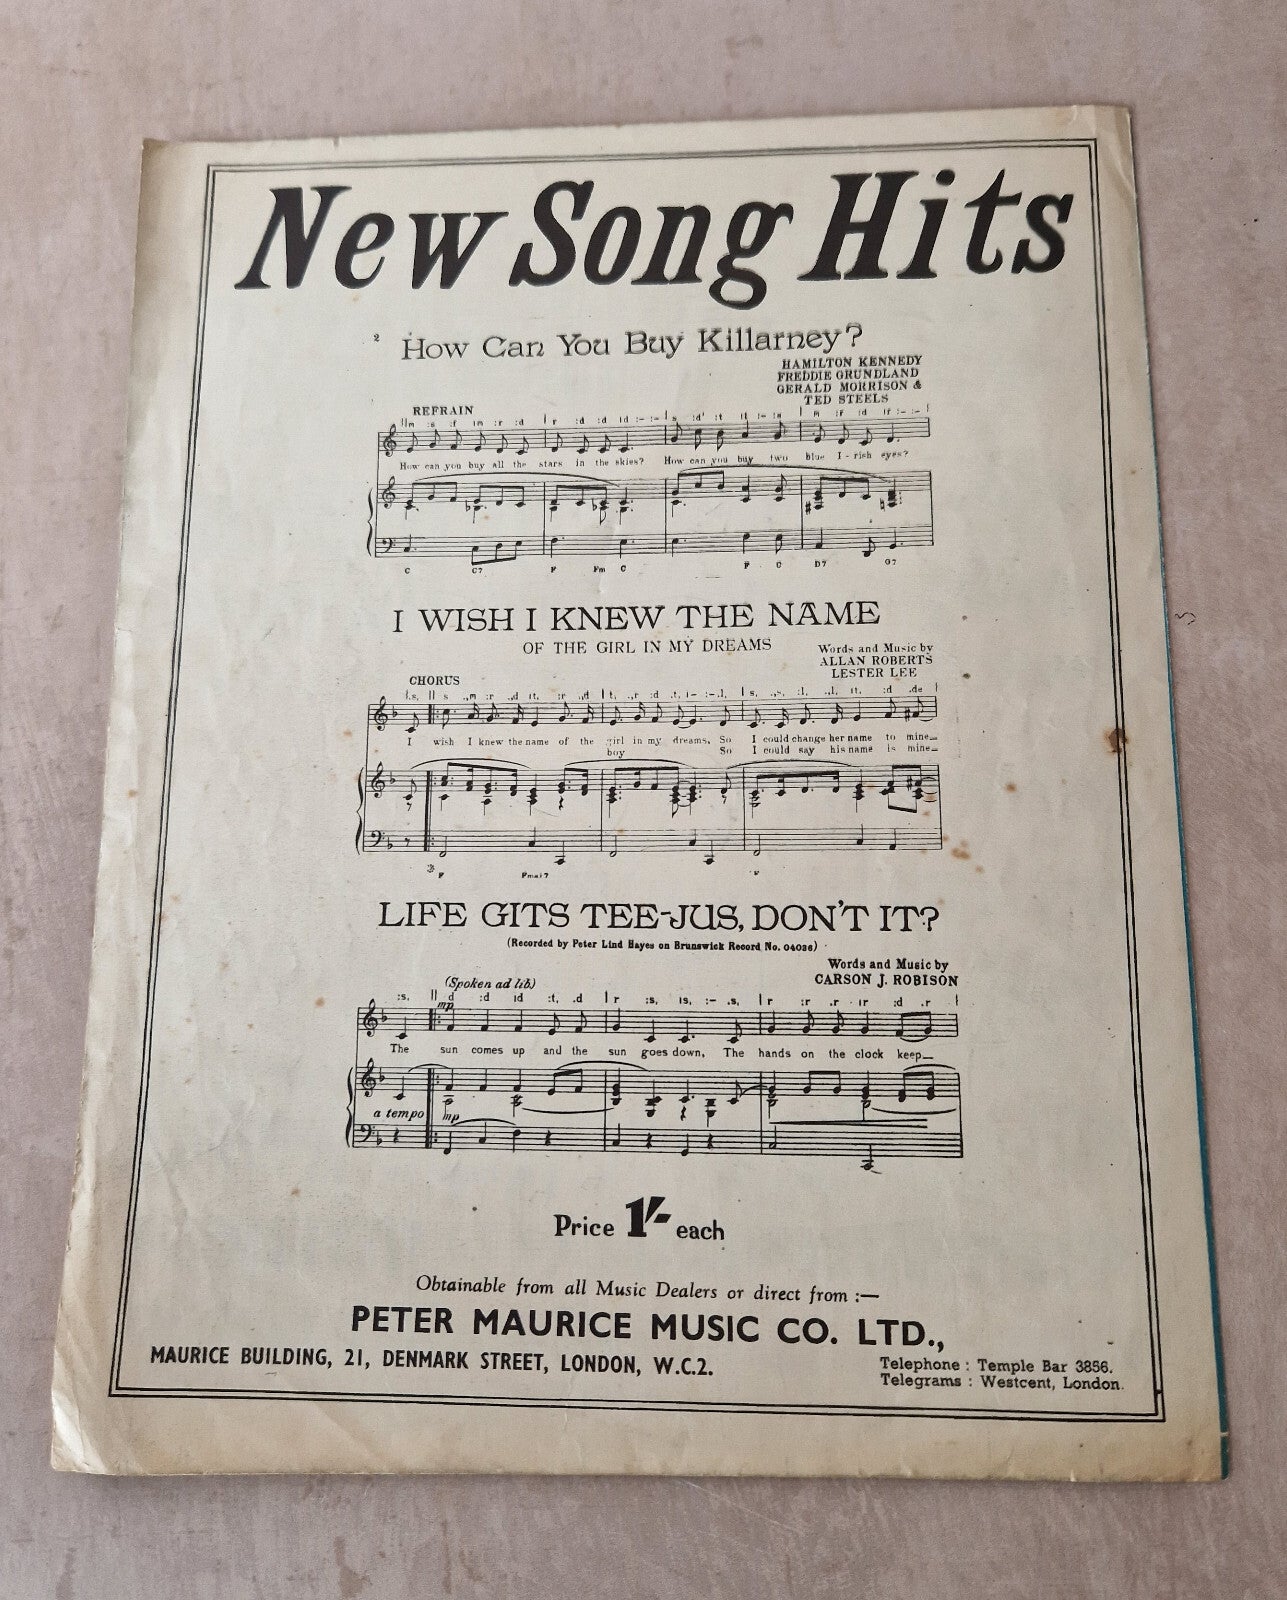 New Song Hits
2
How Can You Buy Killarney?
HAMILTON KENNEDY
FREDDIE GRUNDLAND
GERALD MORRISON &
TED STEELS
REFRAIN
How can you buy all the stars in the skies? How can you buy two blue I - rish eyes?
C C7 F Fm C F C D7 G7
I WISH I KNEW THE NAME
OF THE GIRL IN MY DREAMS
Words and Music by
ALLAN ROBERTS
LESTER LEE
CHORUS
I wish I knew the name of the girl in my dreams, So I could change her name to mine
boy So I could say his name is mine
F Fmaj7 F
LIFE GITS TEE-JUS, DON'T IT?
(Recorded by Peter Lind Hayes on Brunswick Record No. 04026)
Words and Music by
CARSON J. ROBISON
(Spoken ad lib.)
mp
The sun comes up and the sun goes down, The hands on the clock keep
a tempo mp
Price 1/- each
Obtainable from all Music Dealers or direct from :—
PETER MAURICE MUSIC CO. LTD.,
MAURICE BUILDING, 21, DENMARK STREET, LONDON, W.C.2.
Telephone : Temple Bar 3856.
Telegrams : Westcent, London.